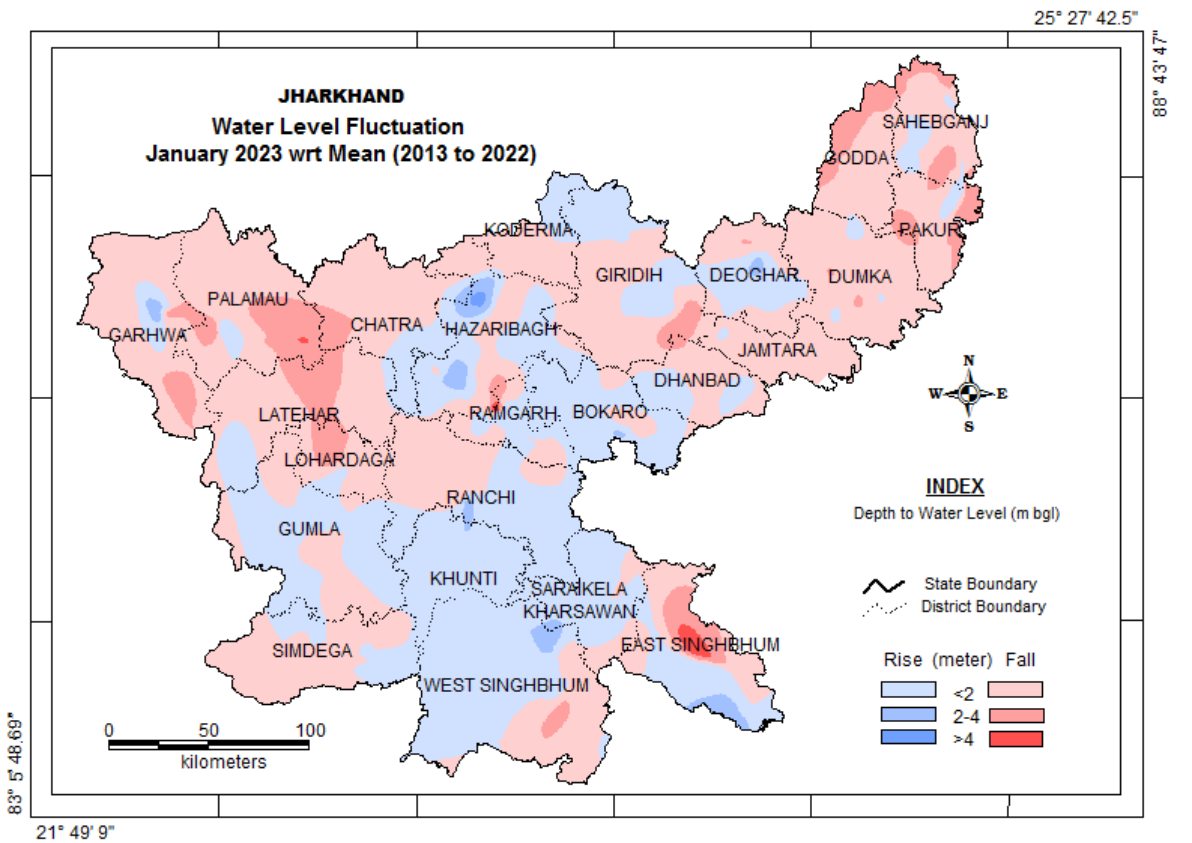 25° 27' 42.5"
88° 43' 47"
JHARKHAND
Water Level Fluctuation
January 2023 wrt Mean (2013 to 2022)
SAHEBGANJ
GODDA
PAKUR
KODERMA
GIRIDIH
DEOGHAR
DUMKA
PALAMAU
GARHWA
CHATRA
HAZARIBAGH
JAMTARA
DHANBAD
LATEHAR
RAMGARH
BOKARO
LOHARDAGA
RANCHI
GUMLA
KHUNTI
SARAIKELA
KHARSAWAN
SIMDEGA
EAST SINGHBHUM
WEST SINGHBHUM
N
W E
S
INDEX
Depth to Water Level (m bgl)
State Boundary
District Boundary
Rise (meter) Fall
<2
2-4
>4
0 50 100
kilometers
83° 5' 48.69"
21° 49' 9"